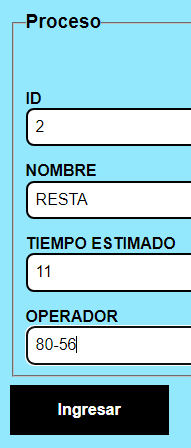 Proceso
ID
2
NOMBRE
RESTA
TIEMPO ESTIMADO
11
OPERADOR
80-56
Ingresar